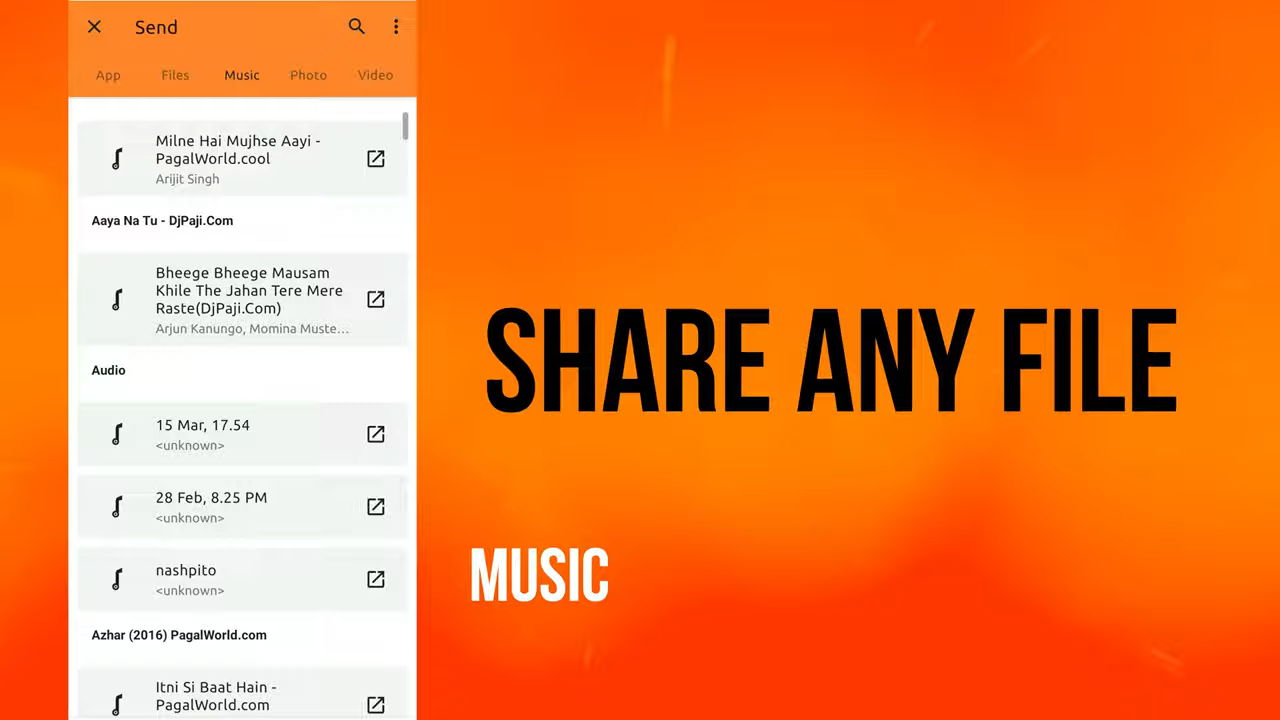 Send
App Files Music Photo Video
Milne Hai Mujhse Aayi -
PagalWorld.cool
Arijit Singh
Aaya Na Tu - DjPaji.Com
Bheege Bheege Mausam
Khile The Jahan Tere Mere
Raste(DjPaji.Com)
Arjun Kanungo, Momina Muste...
Audio
15 Mar, 17.54
<unknown>
28 Feb, 8.25 PM
<unknown>
nashpito
<unknown>
Azhar (2016) PagalWorld.com
Itni Si Baat Hain -
PagalWorld.com
SHARE ANY FILE
MUSIC